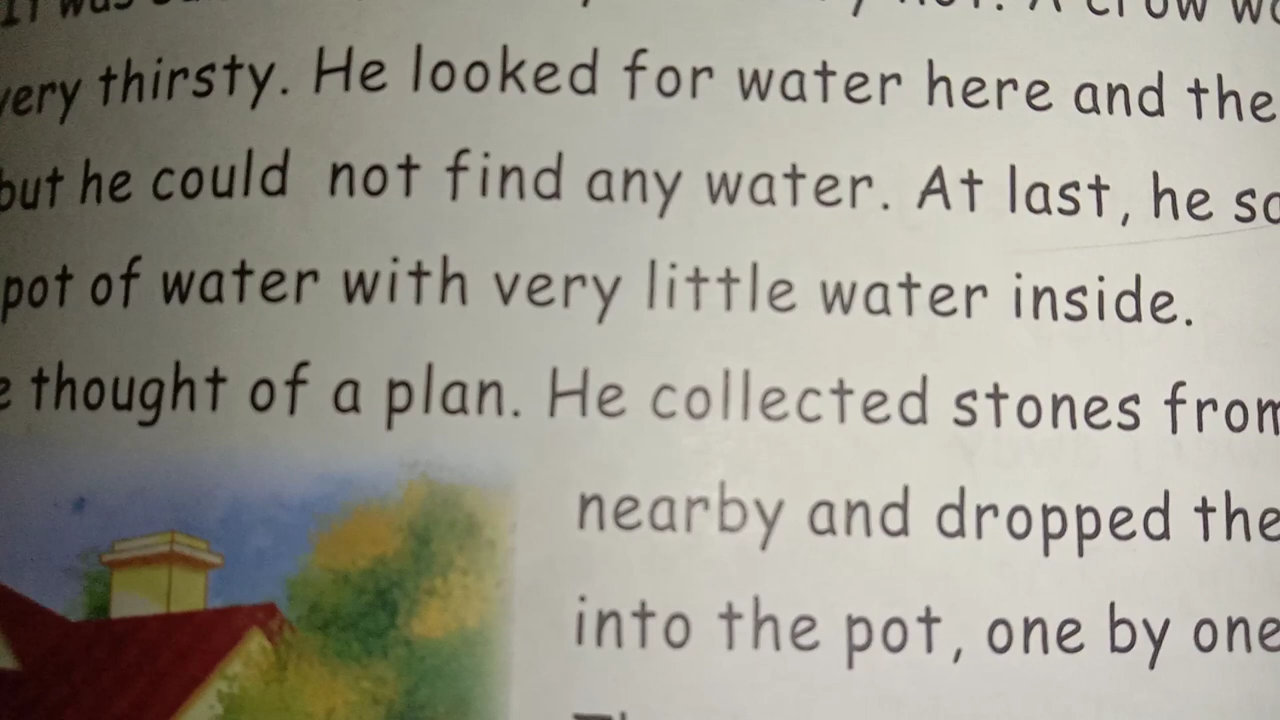 very thirsty. He looked for water here and the
but he could not find any water. At last, he
pot of water with very little water inside.
thought of a plan. He collected stones from
nearby and dropped the
into the pot, one by one